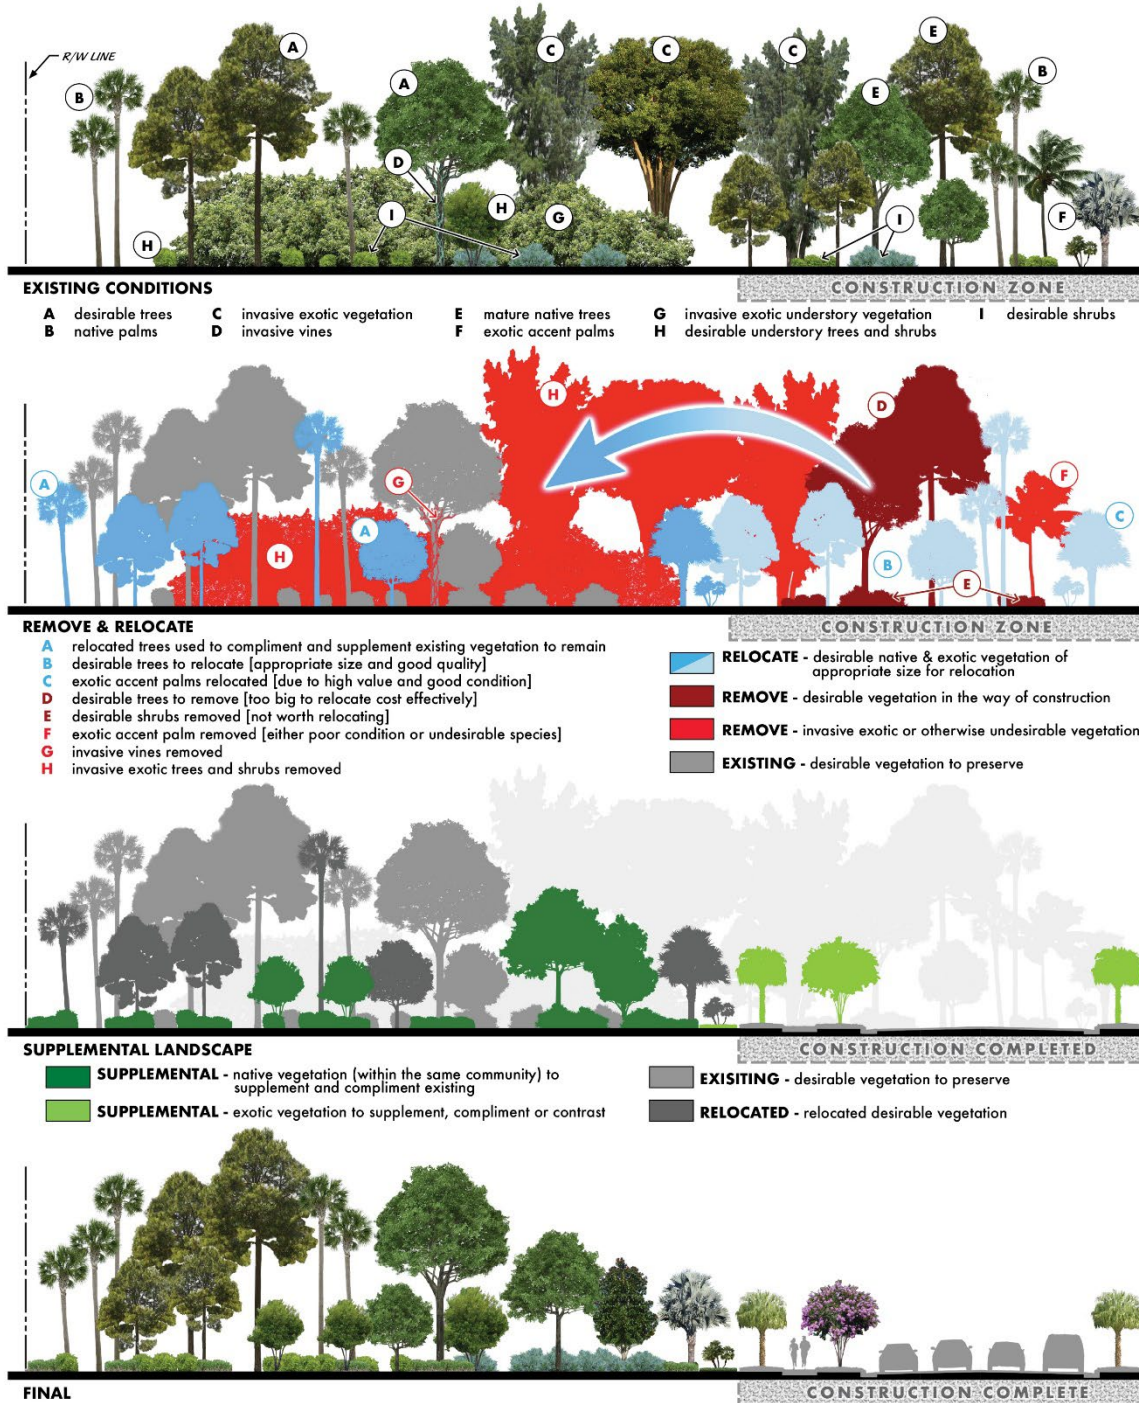 R/W LINE
A
C
C
C
E
B
A
E
B
D
I
H
G
H
I
F
EXISTING CONDITIONS
CONSTRUCTION ZONE
A desirable trees
B native palms
C invasive exotic vegetation
D invasive vines
E mature native trees
F exotic accent palms
G invasive exotic understory vegetation
H desirable understory trees and shrubs
I desirable shrubs
H
D
G
F
A
A
C
H
B
E
REMOVE & RELOCATE
CONSTRUCTION ZONE
A relocated trees used to compliment and supplement existing vegetation to remain
B desirable trees to relocate [appropriate size and good quality]
C exotic accent palms relocated [due to high value and good condition]
D desirable trees to remove [too big to relocate cost effectively]
E desirable shrubs removed [not worth relocating]
F exotic accent palm removed [either poor condition or undesirable species]
G invasive vines removed
H invasive exotic trees and shrubs removed
RELOCATE - desirable native & exotic vegetation of
appropriate size for relocation
REMOVE - desirable vegetation in the way of construction
REMOVE - invasive exotic or otherwise undesirable vegetation
EXISTING - desirable vegetation to preserve
SUPPLEMENTAL LANDSCAPE
CONSTRUCTION COMPLETED
SUPPLEMENTAL - native vegetation (within the same community) to
supplement and compliment existing
SUPPLEMENTAL - exotic vegetation to supplement, compliment or contrast
EXISITING - desirable vegetation to preserve
RELOCATED - relocated desirable vegetation
FINAL
CONSTRUCTION COMPLETE